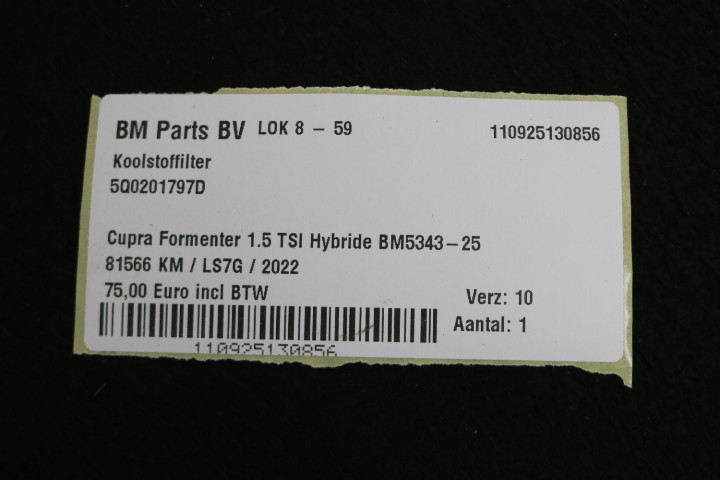 BM Parts BV LOK 8 - 59 110925130856
Koolstoffilter
5Q0201797D
Cupra Formenter 1.5 TSI Hybride BM5343-25
81566 KM / LS7G / 2022
75,00 Euro incl BTW Verz: 10
Aantal: 1
110925130856